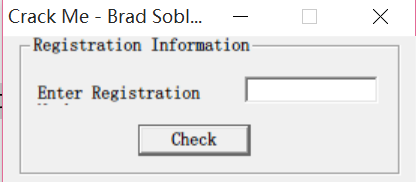 Crack Me - Brad Sobl...
Registration Information
Enter Registration
Check